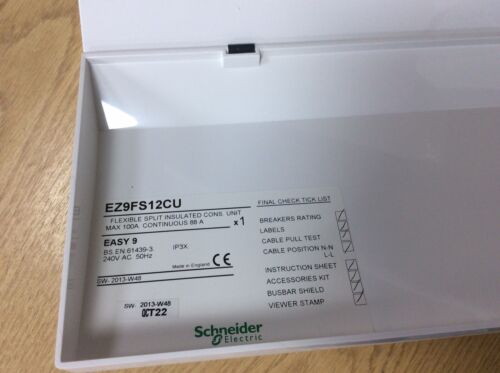 EZ9FS12CU
FLEXIBLE SPLIT INSULATED CONS. UNIT
MAX 100A. CONTINUOUS 88 A
x 1
EASY 9
BS EN 61439-3.
IP3X.
240V AC. 50Hz
Made in England
CE
SW- 2013-W48
SW- 2013-W48
OCT22
Schneider
Electric
FINAL CHECK TICK LIST
BREAKERS RATING
LABELS
CABLE PULL TEST
CABLE POSITION N-N
L-L
INSTRUCTION SHEET
ACCESSORIES KIT
BUSBAR SHIELD
VIEWER STAMP